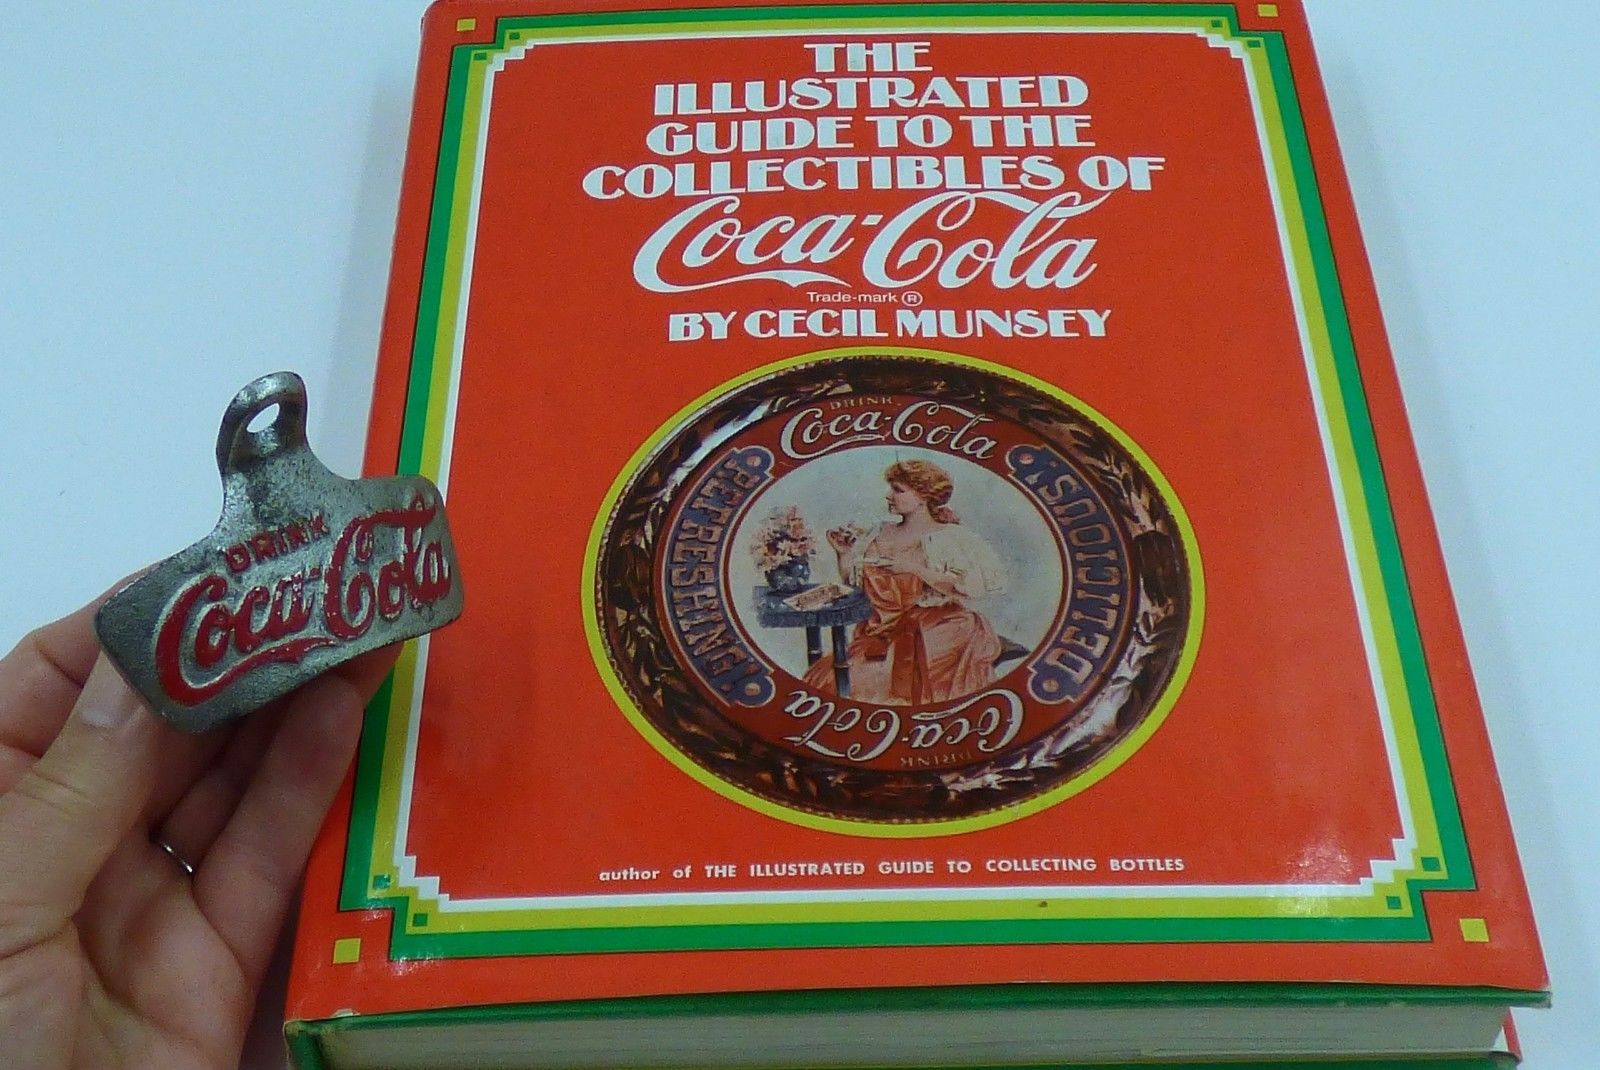 THE
ILLUSTRATED
GUIDE TO THE
COLLECTIBLES OF
Coca-Cola
Trade-mark ®
BY CECIL MUNSEY
DRINK
Coca-Cola
REFRESHING!
DELICIOUS!
DRINK
Coca-Cola
author of THE ILLUSTRATED GUIDE TO COLLECTING BOTTLES
DRINK
Coca-Cola